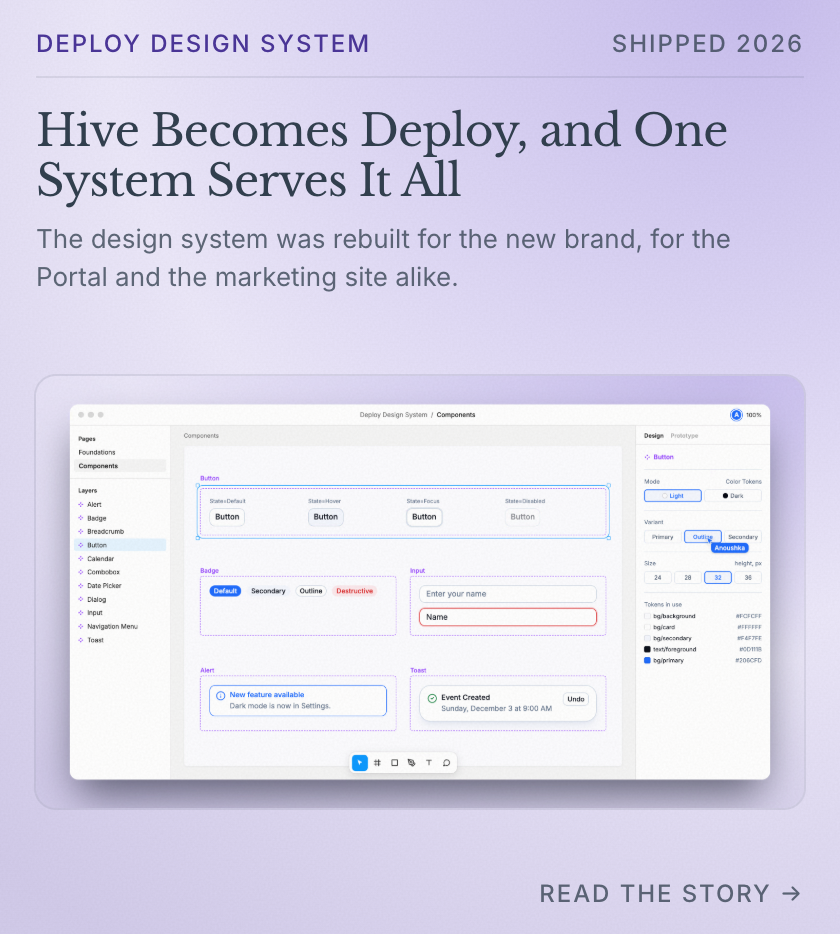 DEPLOY DESIGN SYSTEM
SHIPPED 2026
Hive Becomes Deploy, and One
System Serves It All
The design system was rebuilt for the new brand, for the
Portal and the marketing site alike.
Deploy Design System / Components
A
100%
Pages
Foundations
Components
Layers
Alert
Badge
Breadcrumb
Button
Calendar
Combobox
Date Picker
Dialog
Input
Navigation Menu
Toast
Components
Button
State=Default
State=Hover
State=Focus
State=Disabled
Button
Button
Button
Button
Badge
Default
Secondary
Outline
Destructive
Input
Enter your name
Name
Alert
New feature available
Dark mode is now in Settings.
Toast
Event Created
Sunday, December 3 at 9:00 AM
Undo
T
Design
Prototype
Button
Mode
Color Tokens
Light
Dark
Variant
Primary
Outline
Secondary
Anoushka
Size
height, px
24
28
32
36
Tokens in use
bg/background
#FCFCFF
bg/card
#FFFFFF
bg/secondary
#F4F7FE
text/foreground
#0D111B
bg/primary
#206CFD
READ THE STORY →